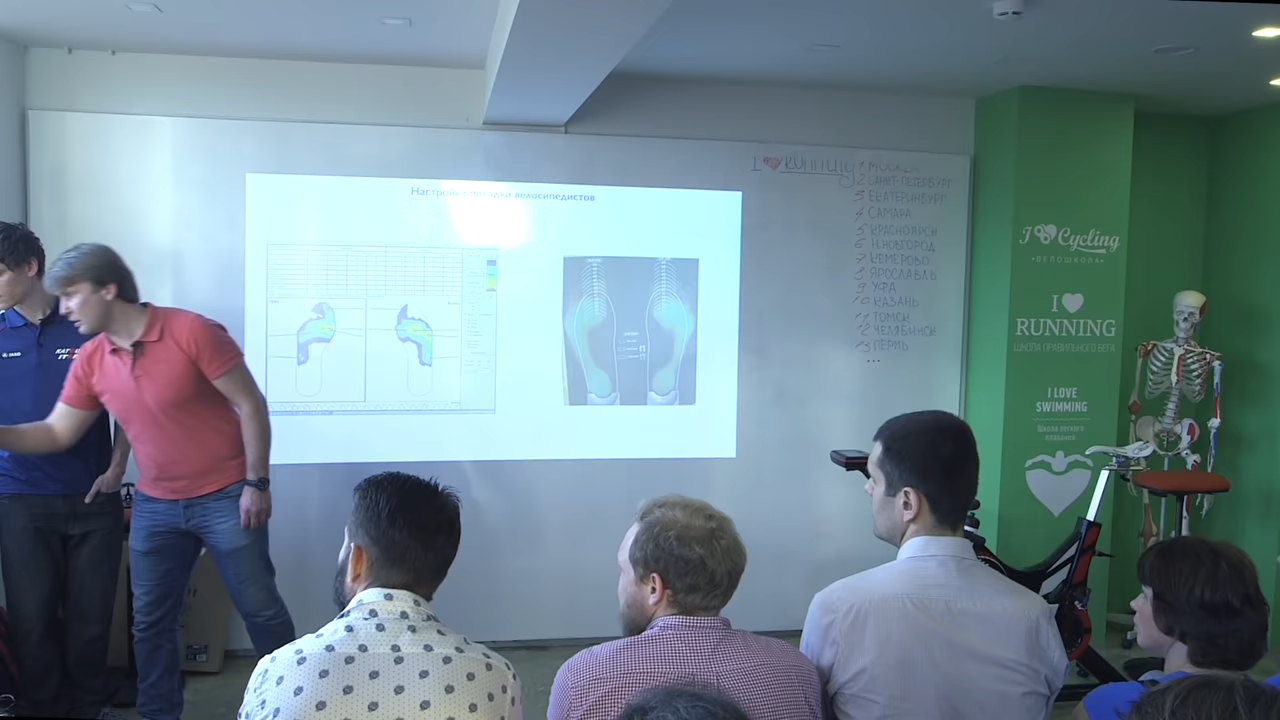 Настройка посадки велосипедистов
I ❤ RUNNING
1 МОСКВА
2 САНКТ-ПЕТЕРБУРГ
3 ЕКАТЕРИНБУРГ
4 САМАРА
5 КРАСНОЯРСК
6 Н.НОВГОРОД
7 КЕМЕРОВО
8 ЯРОСЛАВЛЬ
9 УФА
10 КАЗАНЬ
11 ТОМСК
12 ЧЕЛЯБИНСК
13 ПЕРМЬ
...
I Cycling
•ВЕЛОШКОЛА•
I ❤
RUNNING
ШКОЛА ПРАВИЛЬНОГО БЕГА
I LOVE
SWIMMING
Школа легкого
плавания